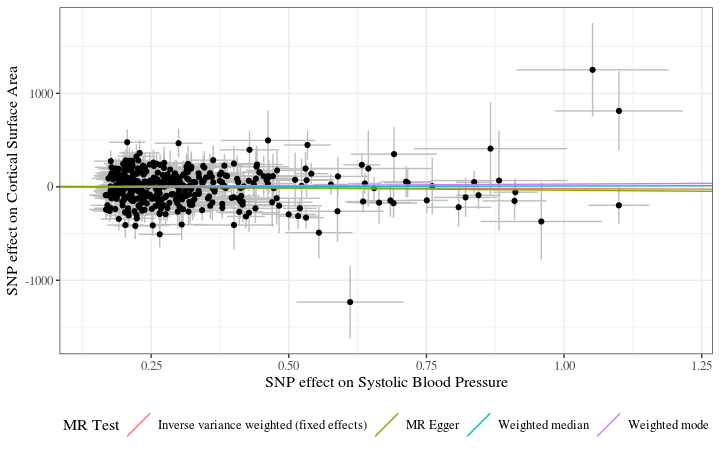 SNP effect on Cortical Surface Area
1000
0
-1000
0.25 0.50 0.75 1.00 1.25
SNP effect on Systolic Blood Pressure
MR Test Inverse variance weighted (fixed effects) MR Egger Weighted median Weighted mode